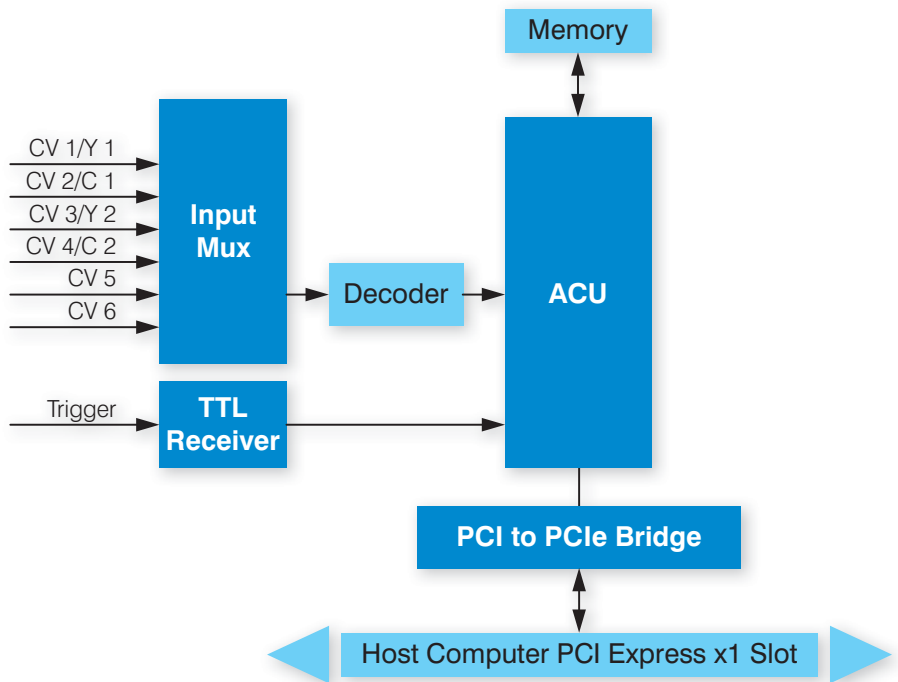 Memory
CV 1/Y 1
CV 2/C 1
CV 3/Y 2
CV 4/C 2
CV 5
CV 6
Input
Mux
Decoder
ACU
Trigger
TTL
Receiver
PCI to PCIe Bridge
Host Computer PCI Express x1 Slot